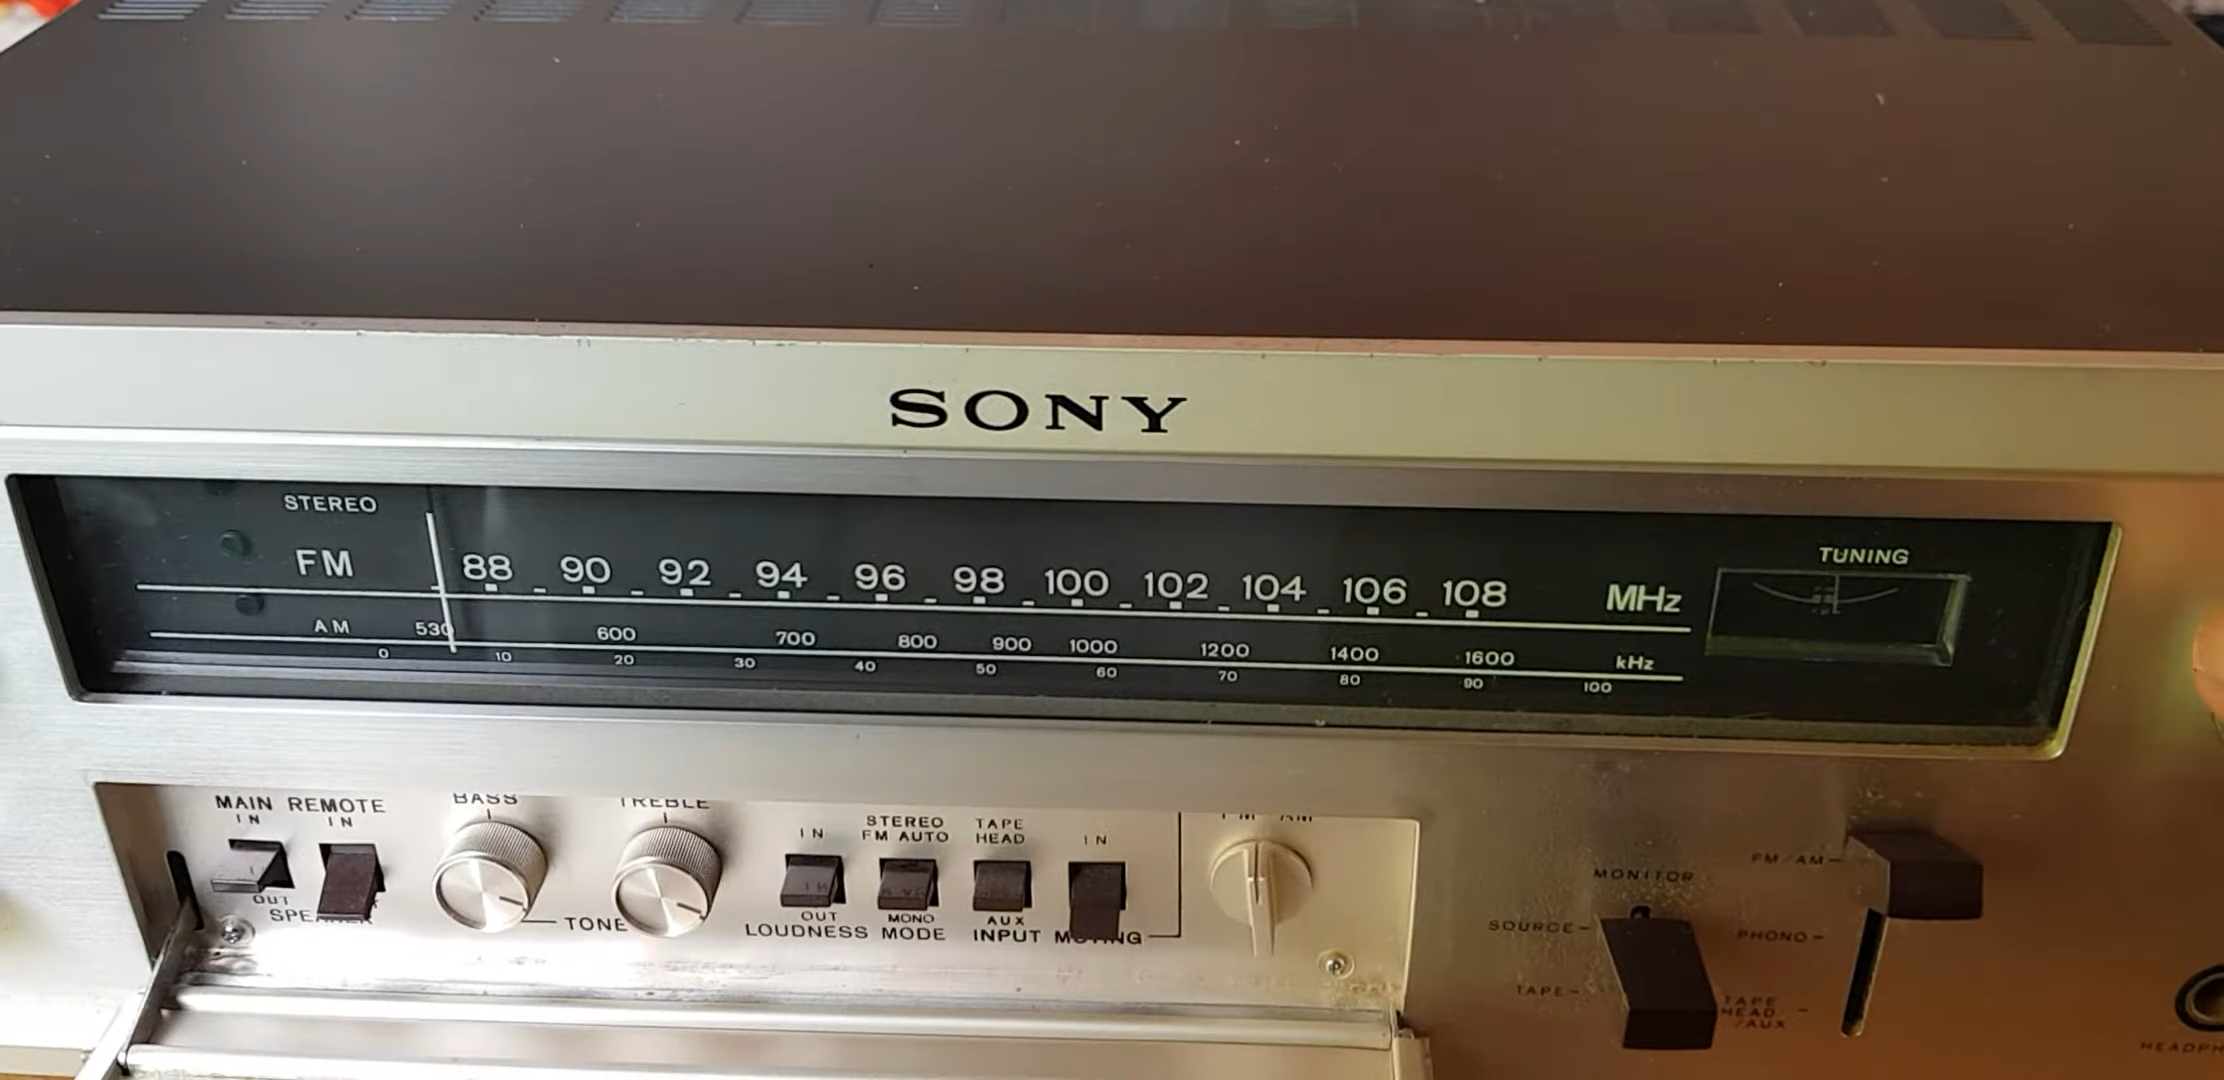 SONY
STEREO
FM 88 90 92 94 96 98 100 102 104 106 108 MHz
TUNING
AM 530 600 700 800 900 1000 1200 1400 1600 kHz
0 10 20 30 40 50 60 70 80 90 100
MAIN REMOTE
IN IN
OUT
BASS TREBLE
TONE
IN
OUT
LOUDNESS
STEREO
FM AUTO
MONO
MODE
TAPE
HEAD
AUX
INPUT
IN
FM AM
MONITOR
SOURCE
TAPE
FM/AM
PHONO
TAPE
HEAD
/AUX